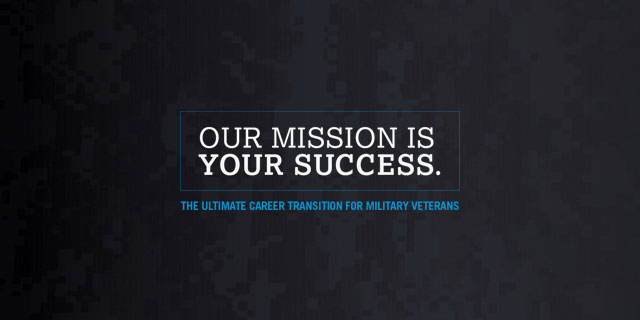 OUR MISSION IS
YOUR SUCCESS.
THE ULTIMATE CAREER TRANSITION FOR MILITARY VETERANS